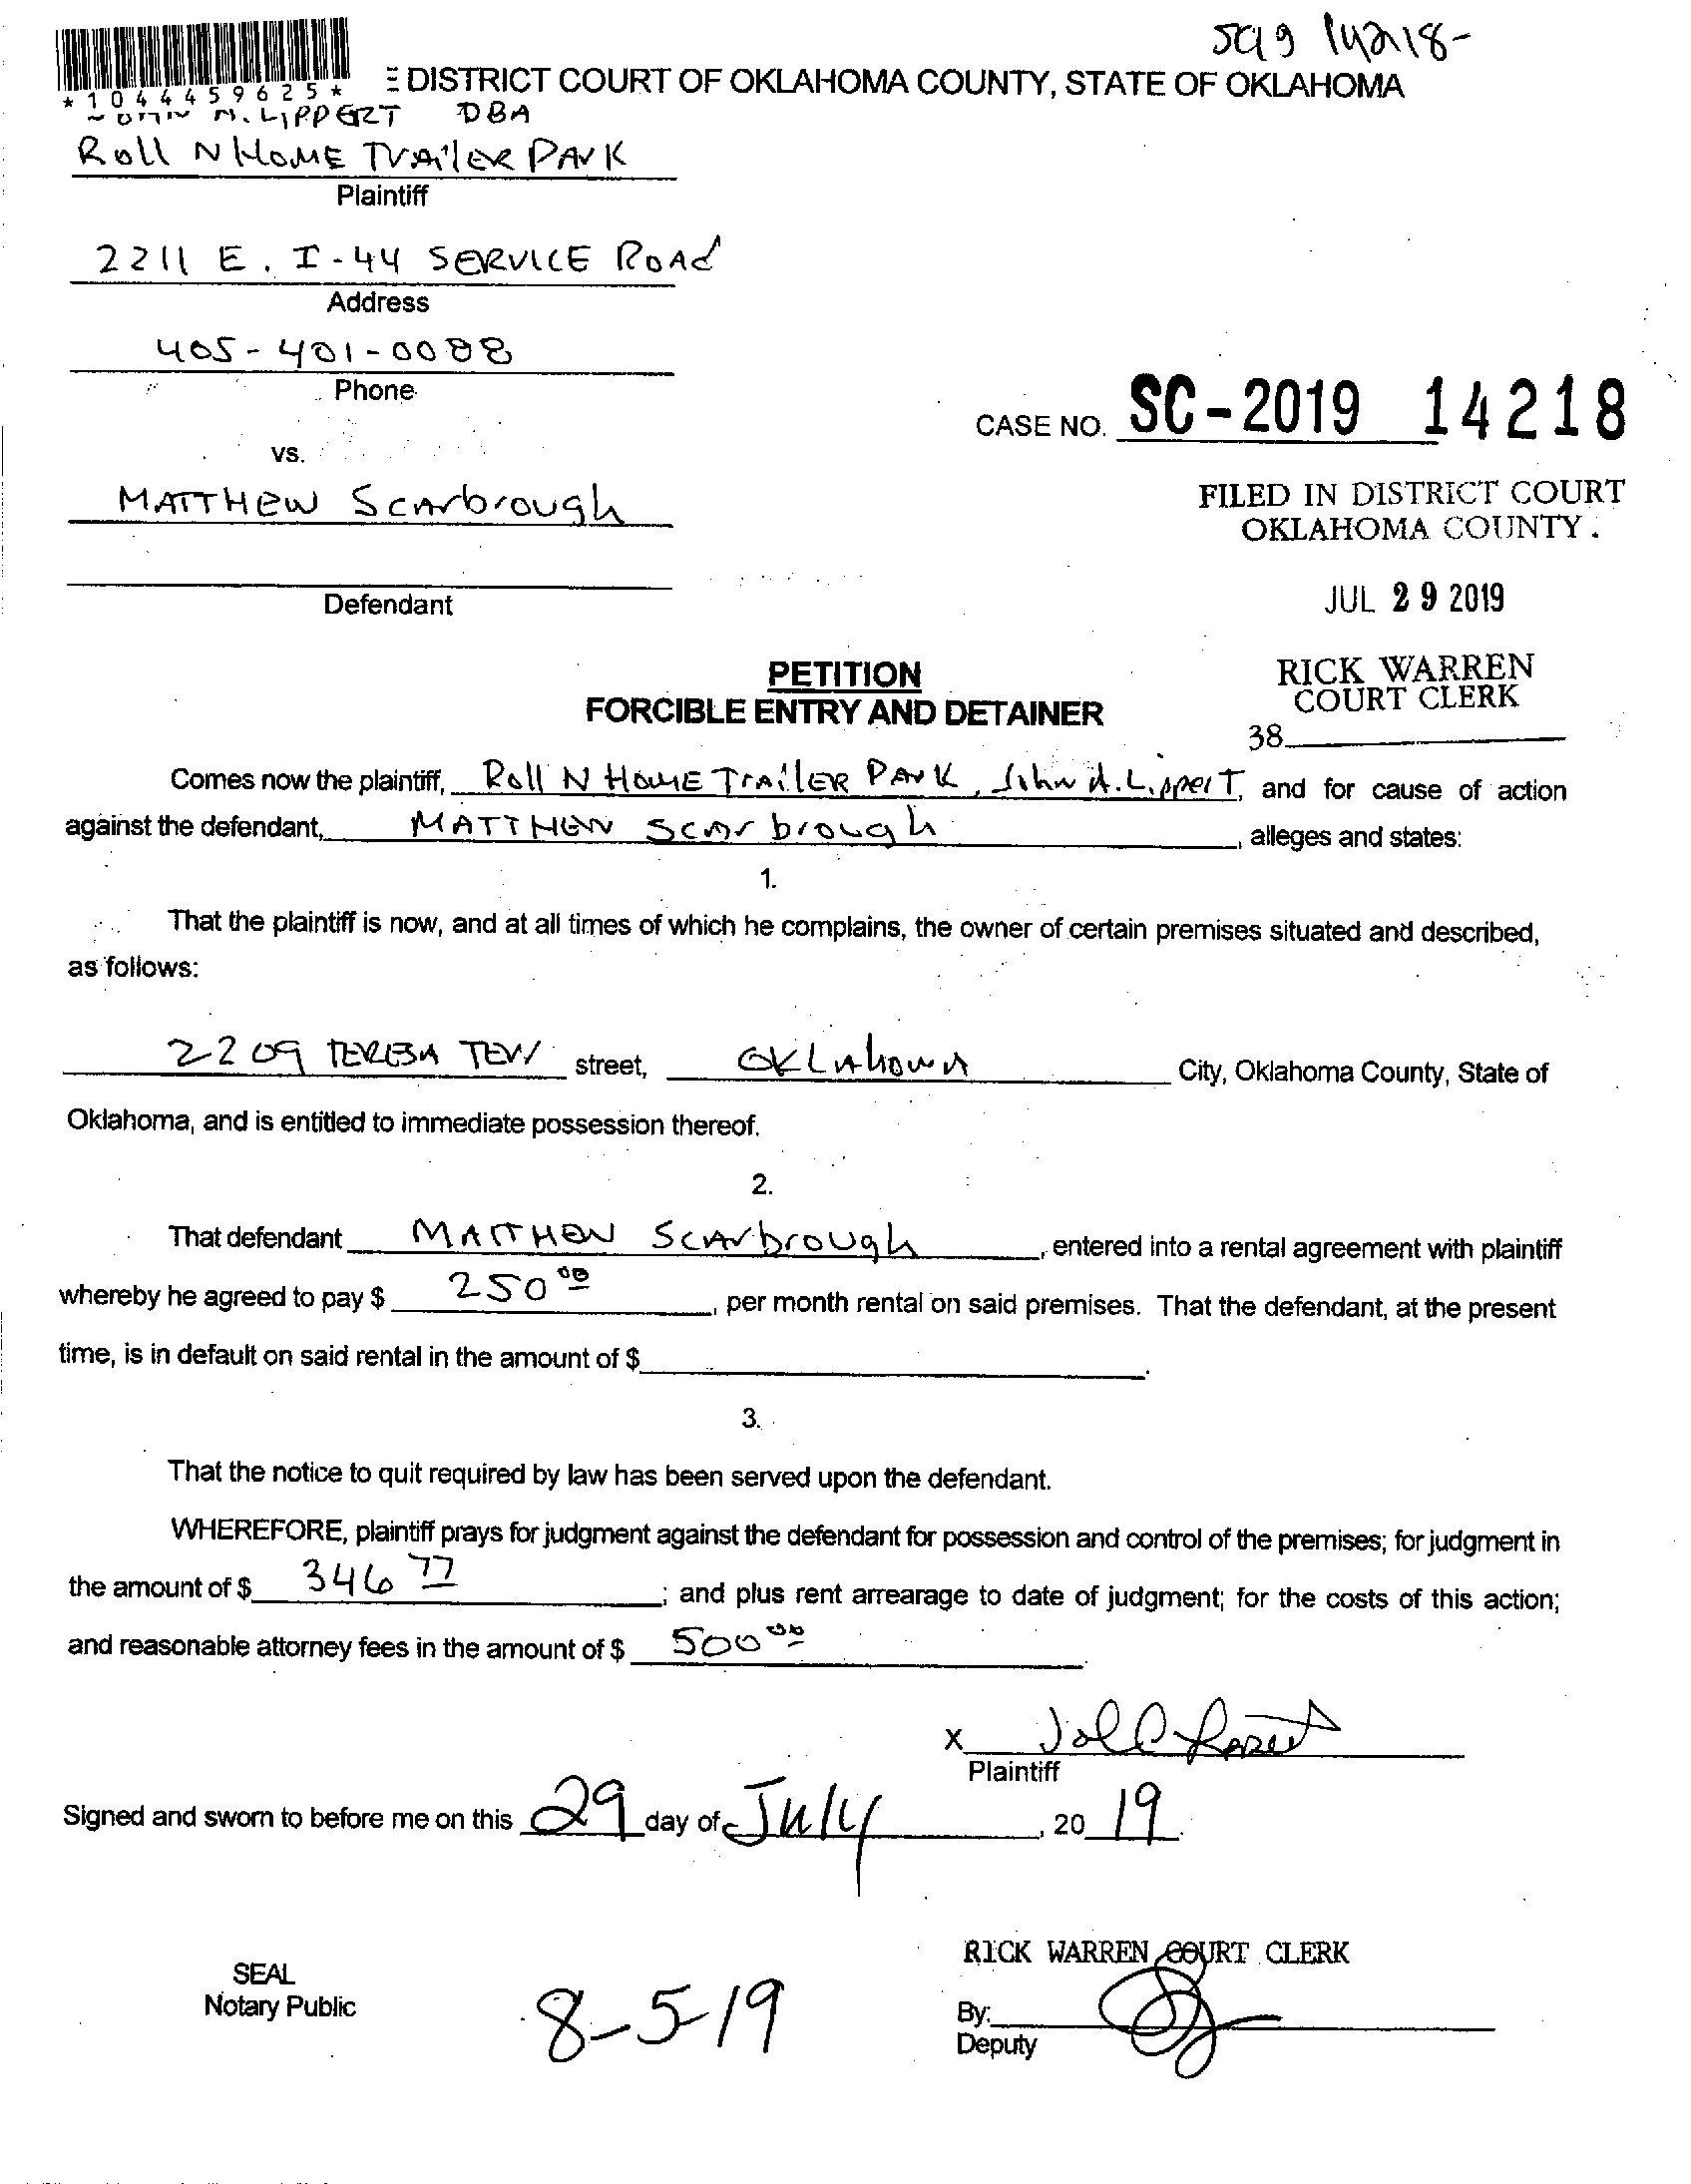 SC19 14218-
DISTRICT COURT OF OKLAHOMA COUNTY, STATE OF OKLAHOMA
*1044459625*
M. LIPPERT DBA
Roll N HOME TrAilER PArK
Plaintiff
2211 E. I-44 SERVICE ROAd
Address
405-401-0088
Phone
CASE NO. SC-2019 14218
vs.
MATTHEW Scarbrough
FILED IN DISTRICT COURT
OKLAHOMA COUNTY.
Defendant
JUL 29 2019
PETITION
RICK WARREN
FORCIBLE ENTRY AND DETAINER
COURT CLERK
38
Comes now the plaintiff, Roll N HOME TrAilER PArK, John A. LippertT, and for cause of action
against the defendant, MATTHEW Scarbrough, alleges and states:
1.
That the plaintiff is now, and at all times of which he complains, the owner of certain premises situated and described,
as follows:
2209 TERESA TEW street, OKLAhomA City, Oklahoma County, State of
Oklahoma, and is entitled to immediate possession thereof.
2.
That defendant MATTHEW Scarbrough, entered into a rental agreement with plaintiff
whereby he agreed to pay $ 250 00, per month rental on said premises. That the defendant, at the present
time, is in default on said rental in the amount of $ .
3.
That the notice to quit required by law has been served upon the defendant.
WHEREFORE, plaintiff prays for judgment against the defendant for possession and control of the premises; for judgment in
the amount of $ 346 77; and plus rent arrearage to date of judgment; for the costs of this action;
and reasonable attorney fees in the amount of $ 500 00.
X
Plaintiff
Signed and sworn to before me on this 29 day of July, 20 19.
RICK WARREN COURT CLERK
SEAL
Notary Public
8-5-19
By:
Deputy